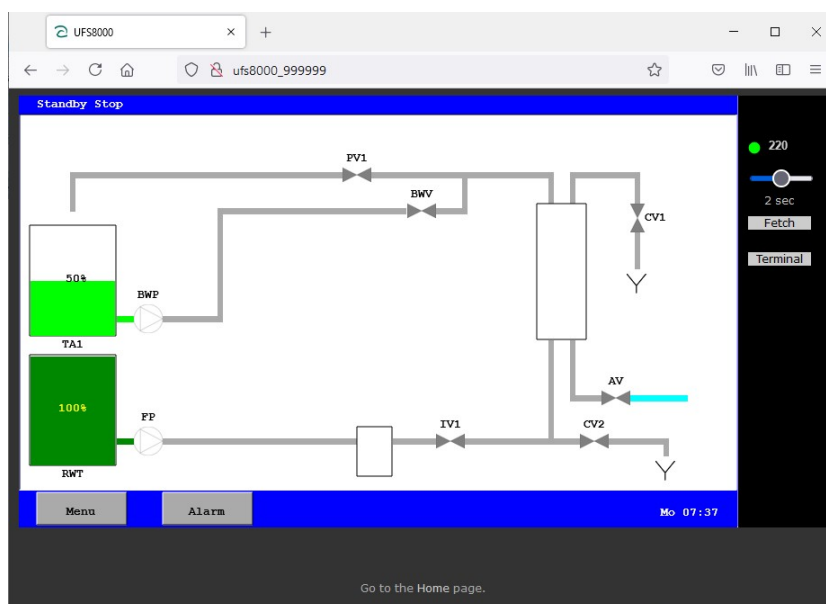 UFS8000
ufs8000_999999
Standby Stop
220
2 sec
Fetch
Terminal
PV1
BWV
CV1
50%
BWP
TA1
AV
100%
FP
IV1
CV2
RWT
Menu
Alarm
Mo 07:37
Go to the Home page.